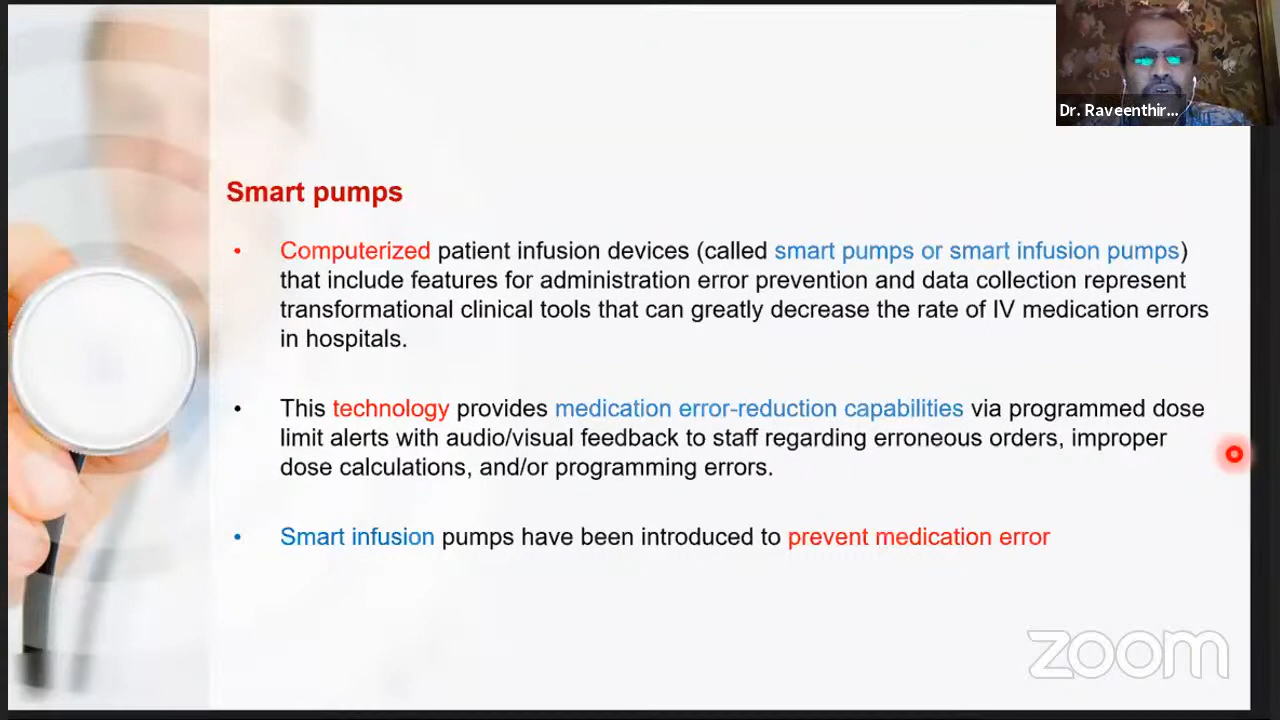 Dr. Raveenthir...
Smart pumps
• Computerized patient infusion devices (called smart pumps or smart infusion pumps)
that include features for administration error prevention and data collection represent
transformational clinical tools that can greatly decrease the rate of IV medication errors
in hospitals.
• This technology provides medication error-reduction capabilities via programmed dose
limit alerts with audio/visual feedback to staff regarding erroneous orders, improper
dose calculations, and/or programming errors.
• Smart infusion pumps have been introduced to prevent medication error
zoom